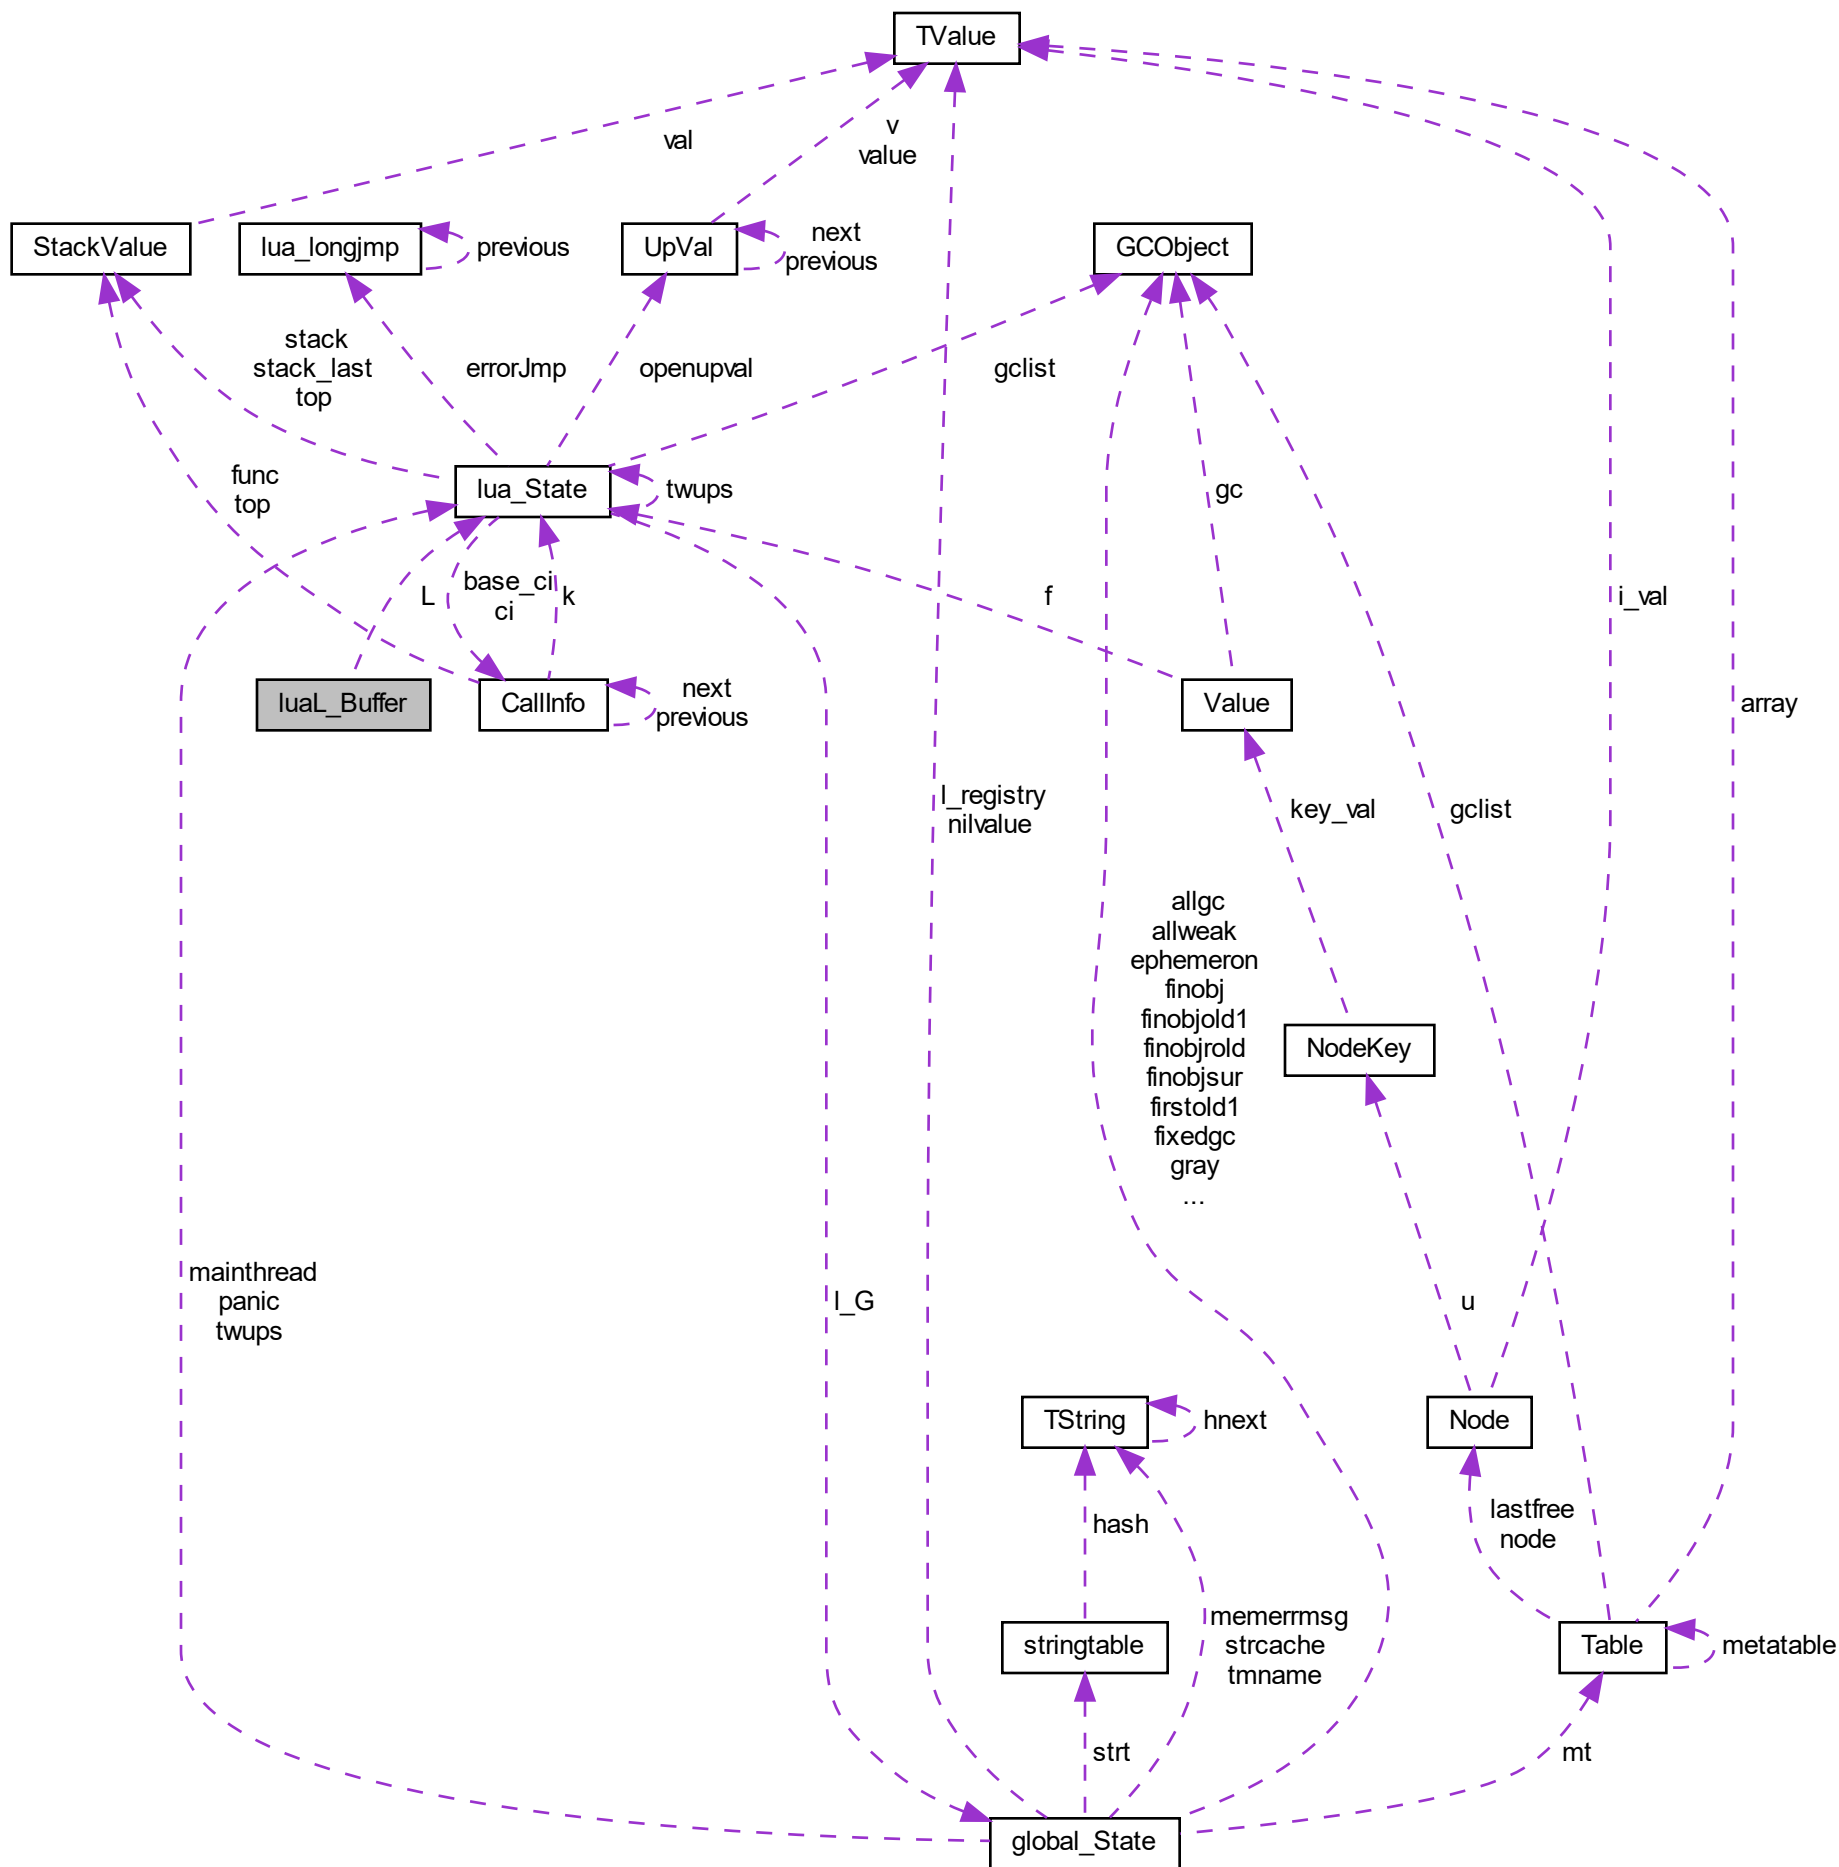 TValue
val
v
value
StackValue
lua_longjmp
previous
UpVal
next
previous
GCObject
stack
stack_last
top
errorJmp
openupval
gclist
func
top
lua_State
twups
gc
L
base_ci
ci
k
f
i_val
luaL_Buffer
CallInfo
next
previous
Value
array
l_registry
nilvalue
key_val
gclist
allgc
allweak
ephemeron
finobj
finobjold1
finobjrold
finobjsur
firstold1
fixedgc
gray
...
NodeKey
mainthread
panic
twups
l_G
u
TString
hnext
Node
hash
lastfree
node
memerrmsg
strcache
tmname
stringtable
Table
metatable
strt
mt
global_State